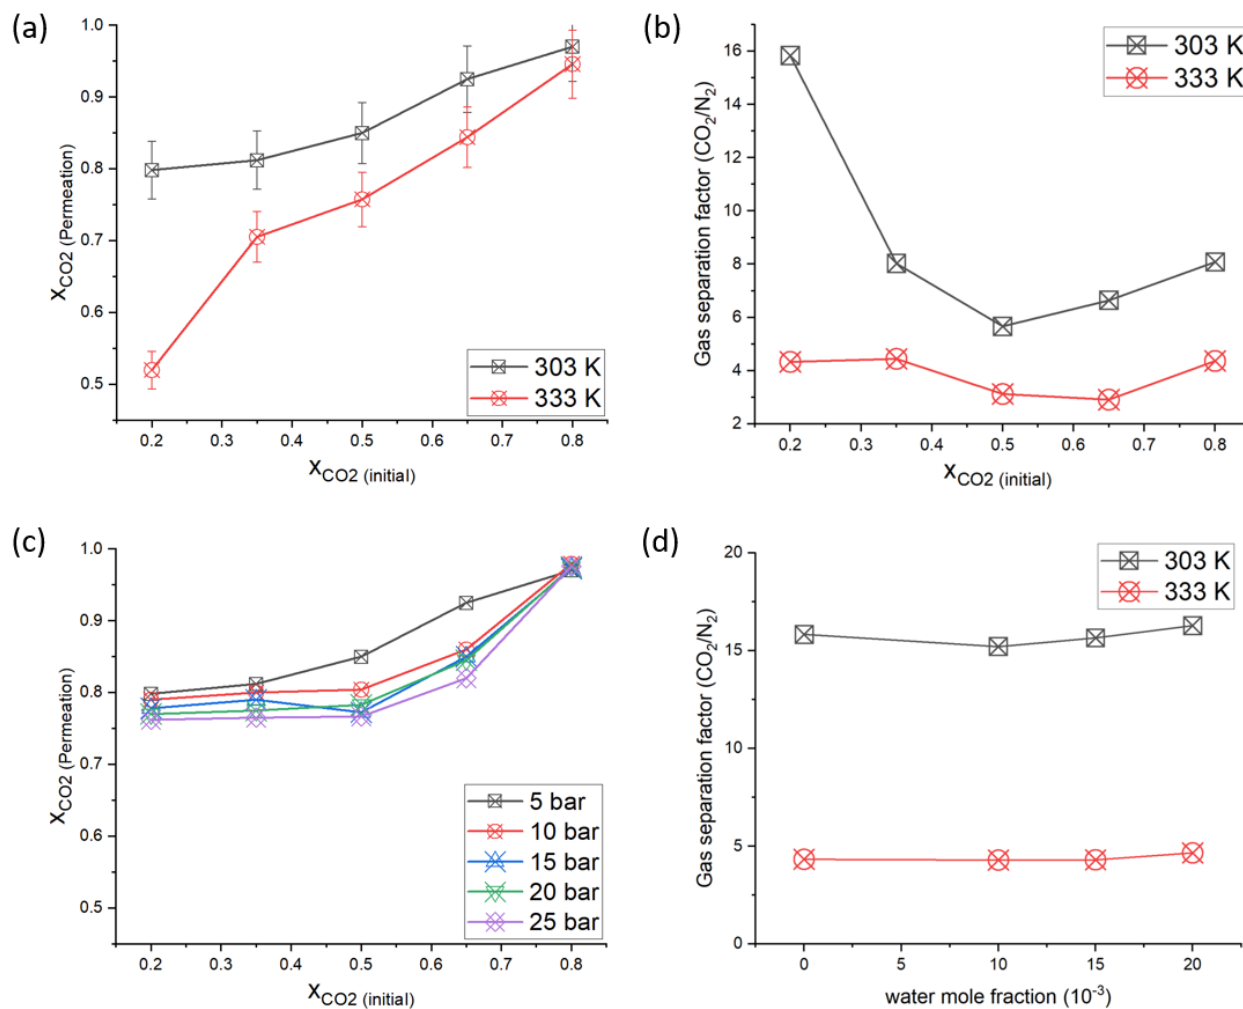 (a)
1.0
0.9
0.8
0.7
0.6
0.5
0.2 0.3 0.4 0.5 0.6 0.7 0.8
XCO2 (Permeation)
XCO2 (initial)
303 K
333 K
(b)
16
14
12
10
8
6
4
2
0.2 0.3 0.4 0.5 0.6 0.7 0.8
Gas separation factor (CO2/N2)
XCO2 (initial)
303 K
333 K
(c)
1.0
0.9
0.8
0.7
0.6
0.5
0.2 0.3 0.4 0.5 0.6 0.7 0.8
XCO2 (Permeation)
XCO2 (initial)
5 bar
10 bar
15 bar
20 bar
25 bar
(d)
20
15
10
5
0
0 5 10 15 20
Gas separation factor (CO2/N2)
water mole fraction (10-3)
303 K
333 K